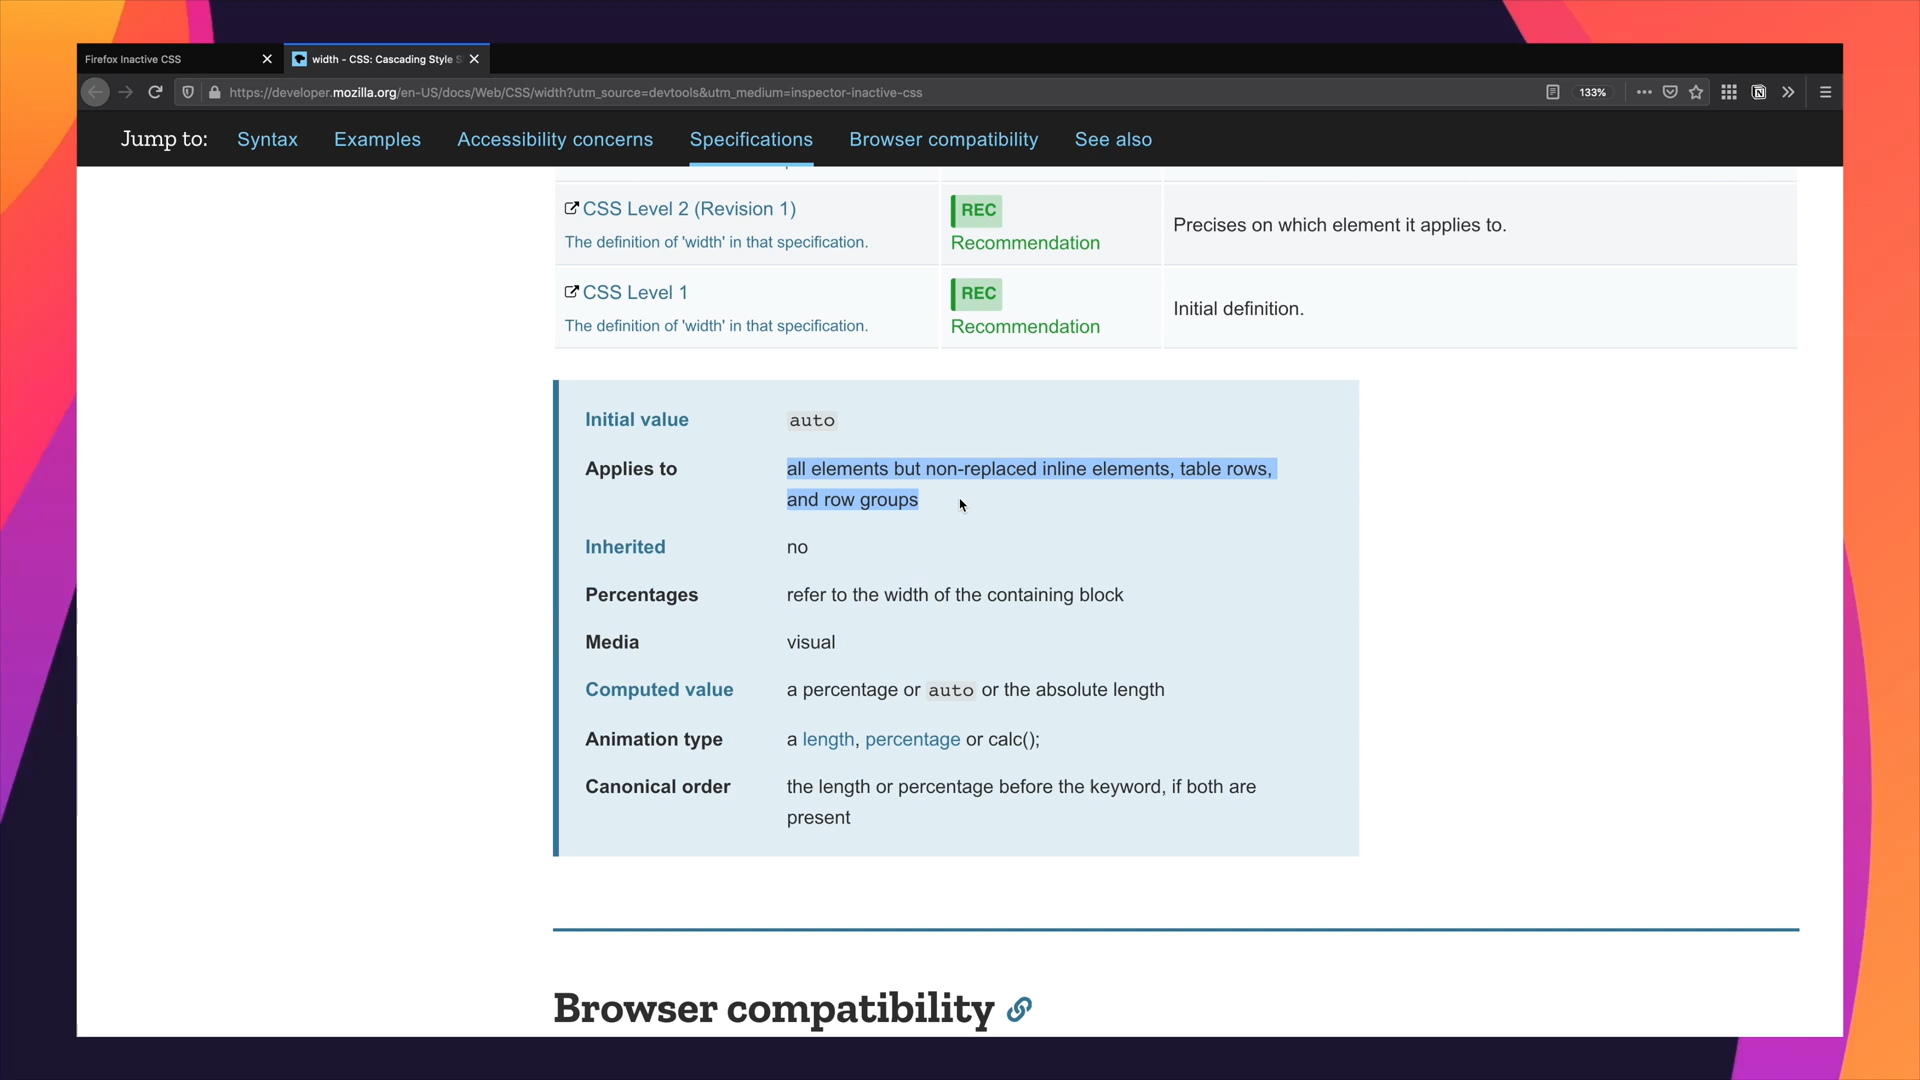 Firefox Inactive CSS
width - CSS: Cascading Style S
https://developer.mozilla.org/en-US/docs/Web/CSS/width?utm_source=devtools&utm_medium=inspector-inactive-css
133%
Jump to: Syntax Examples Accessibility concerns Specifications Browser compatibility See also
CSS Level 2 (Revision 1)
The definition of 'width' in that specification.
REC
Recommendation
Precises on which element it applies to.
CSS Level 1
The definition of 'width' in that specification.
REC
Recommendation
Initial definition.
Initial value auto
Applies to all elements but non-replaced inline elements, table rows,
and row groups
Inherited no
Percentages refer to the width of the containing block
Media visual
Computed value a percentage or auto or the absolute length
Animation type a length, percentage or calc();
Canonical order the length or percentage before the keyword, if both are
present
Browser compatibility